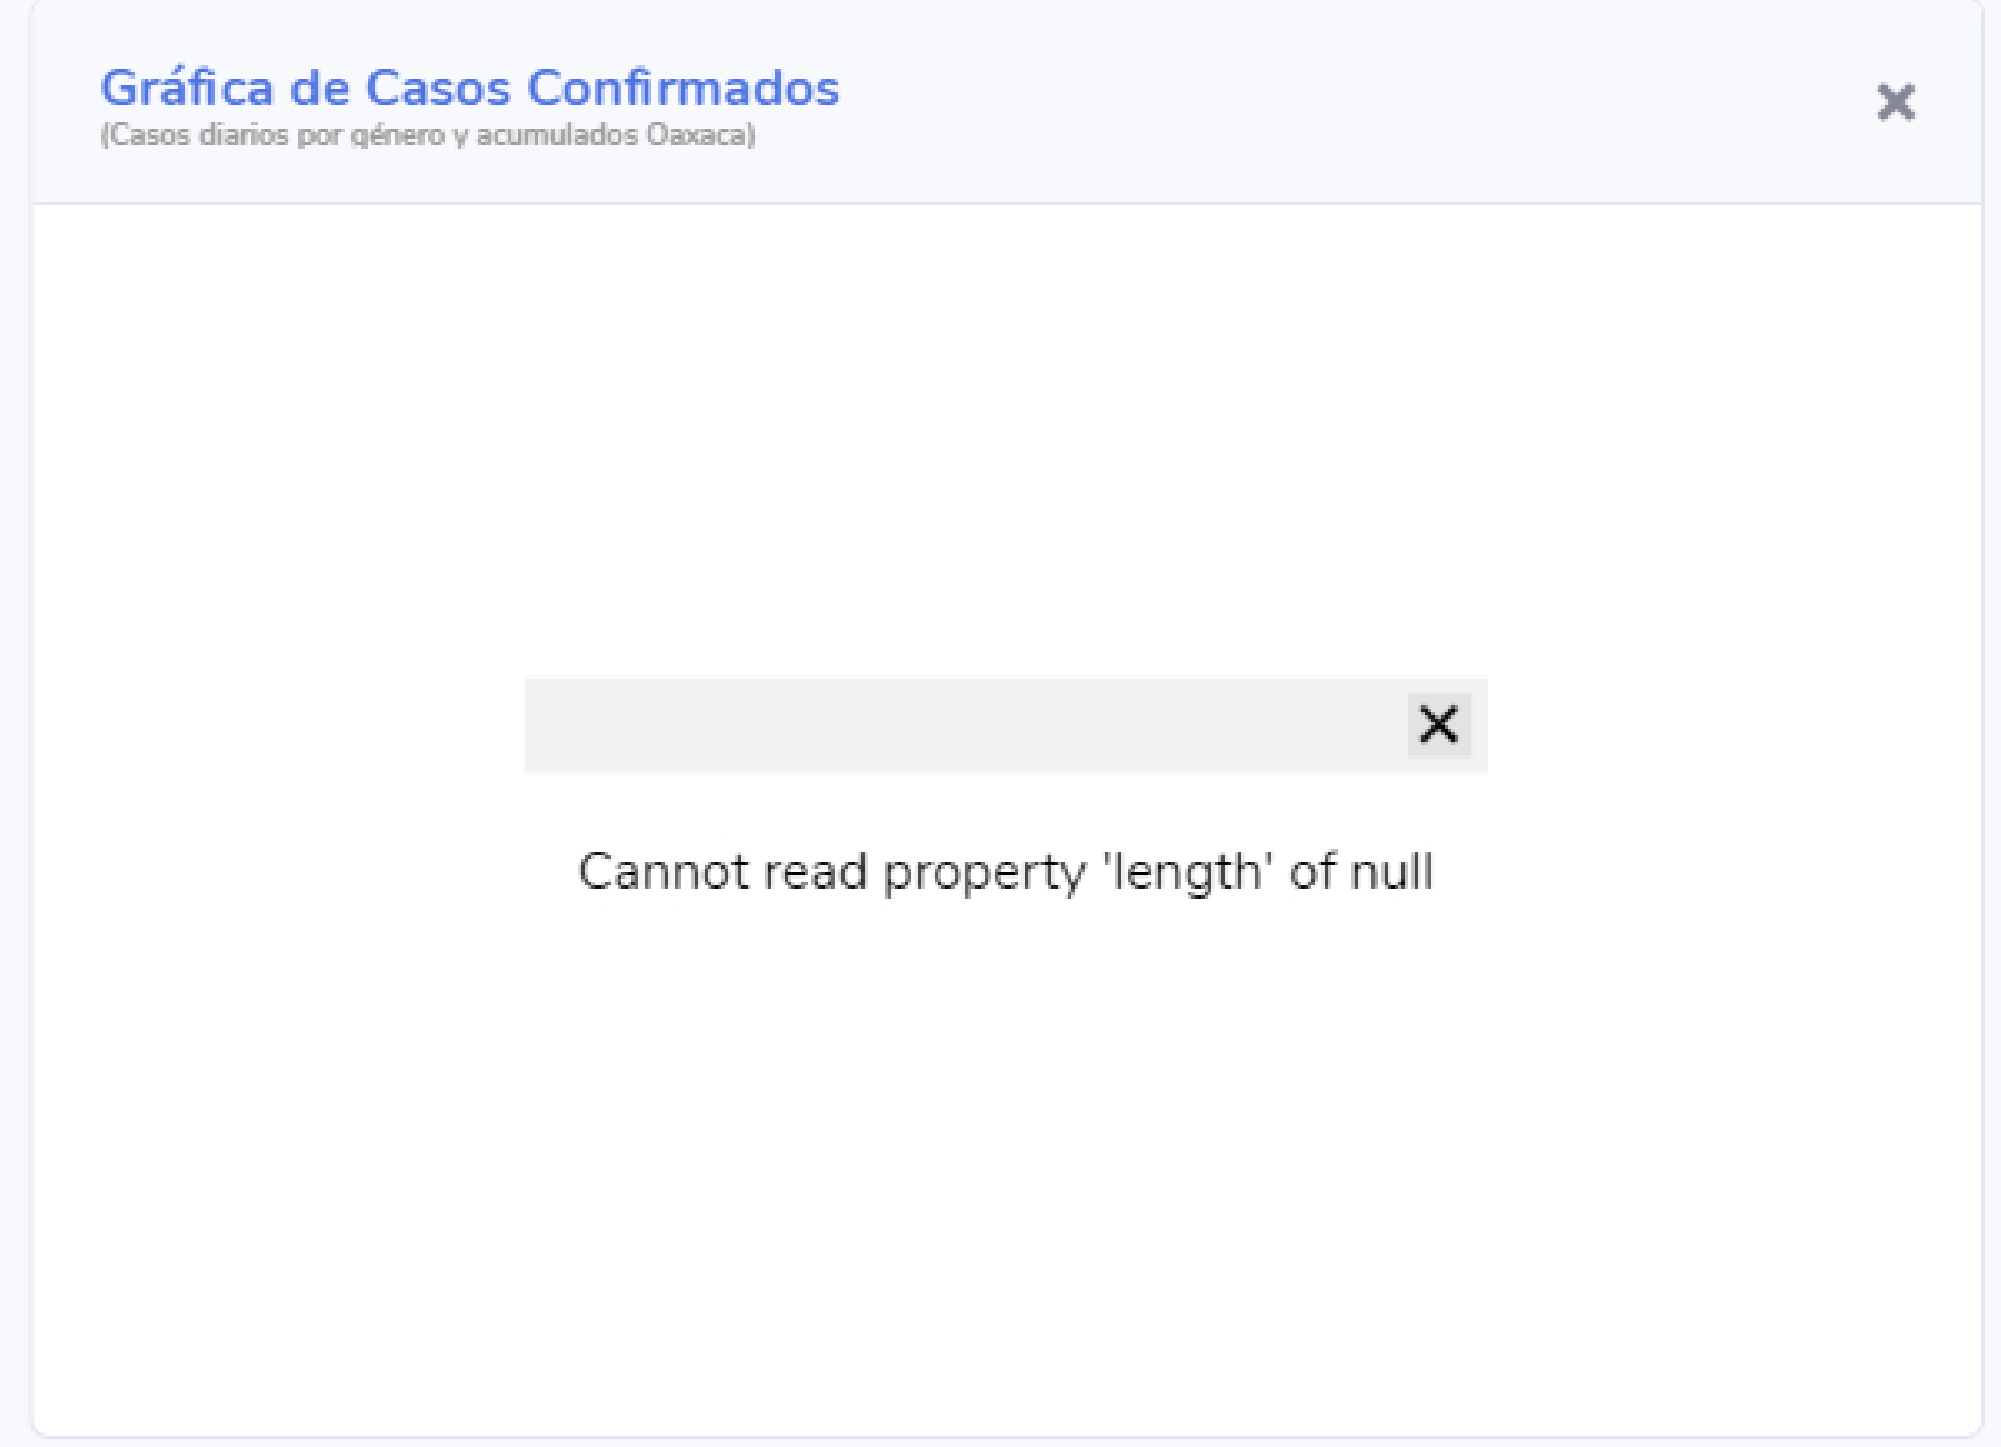 Gráfica de Casos Confirmados
(Casos diarios por género y acumulados Oaxaca)
Cannot read property 'length' of null